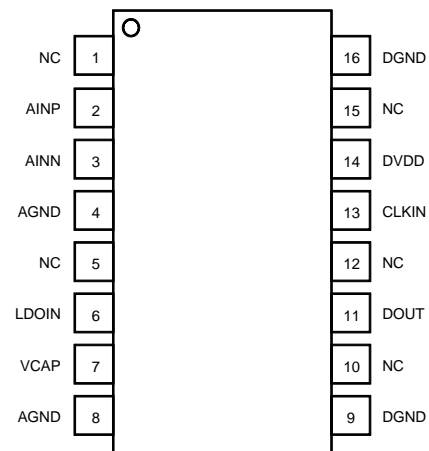 NC 1 16 DGND
AINP 2 15 NC
AINN 3 14 DVDD
AGND 4 13 CLKIN
NC 5 12 NC
LDOIN 6 11 DOUT
VCAP 7 10 NC
AGND 8 9 DGND